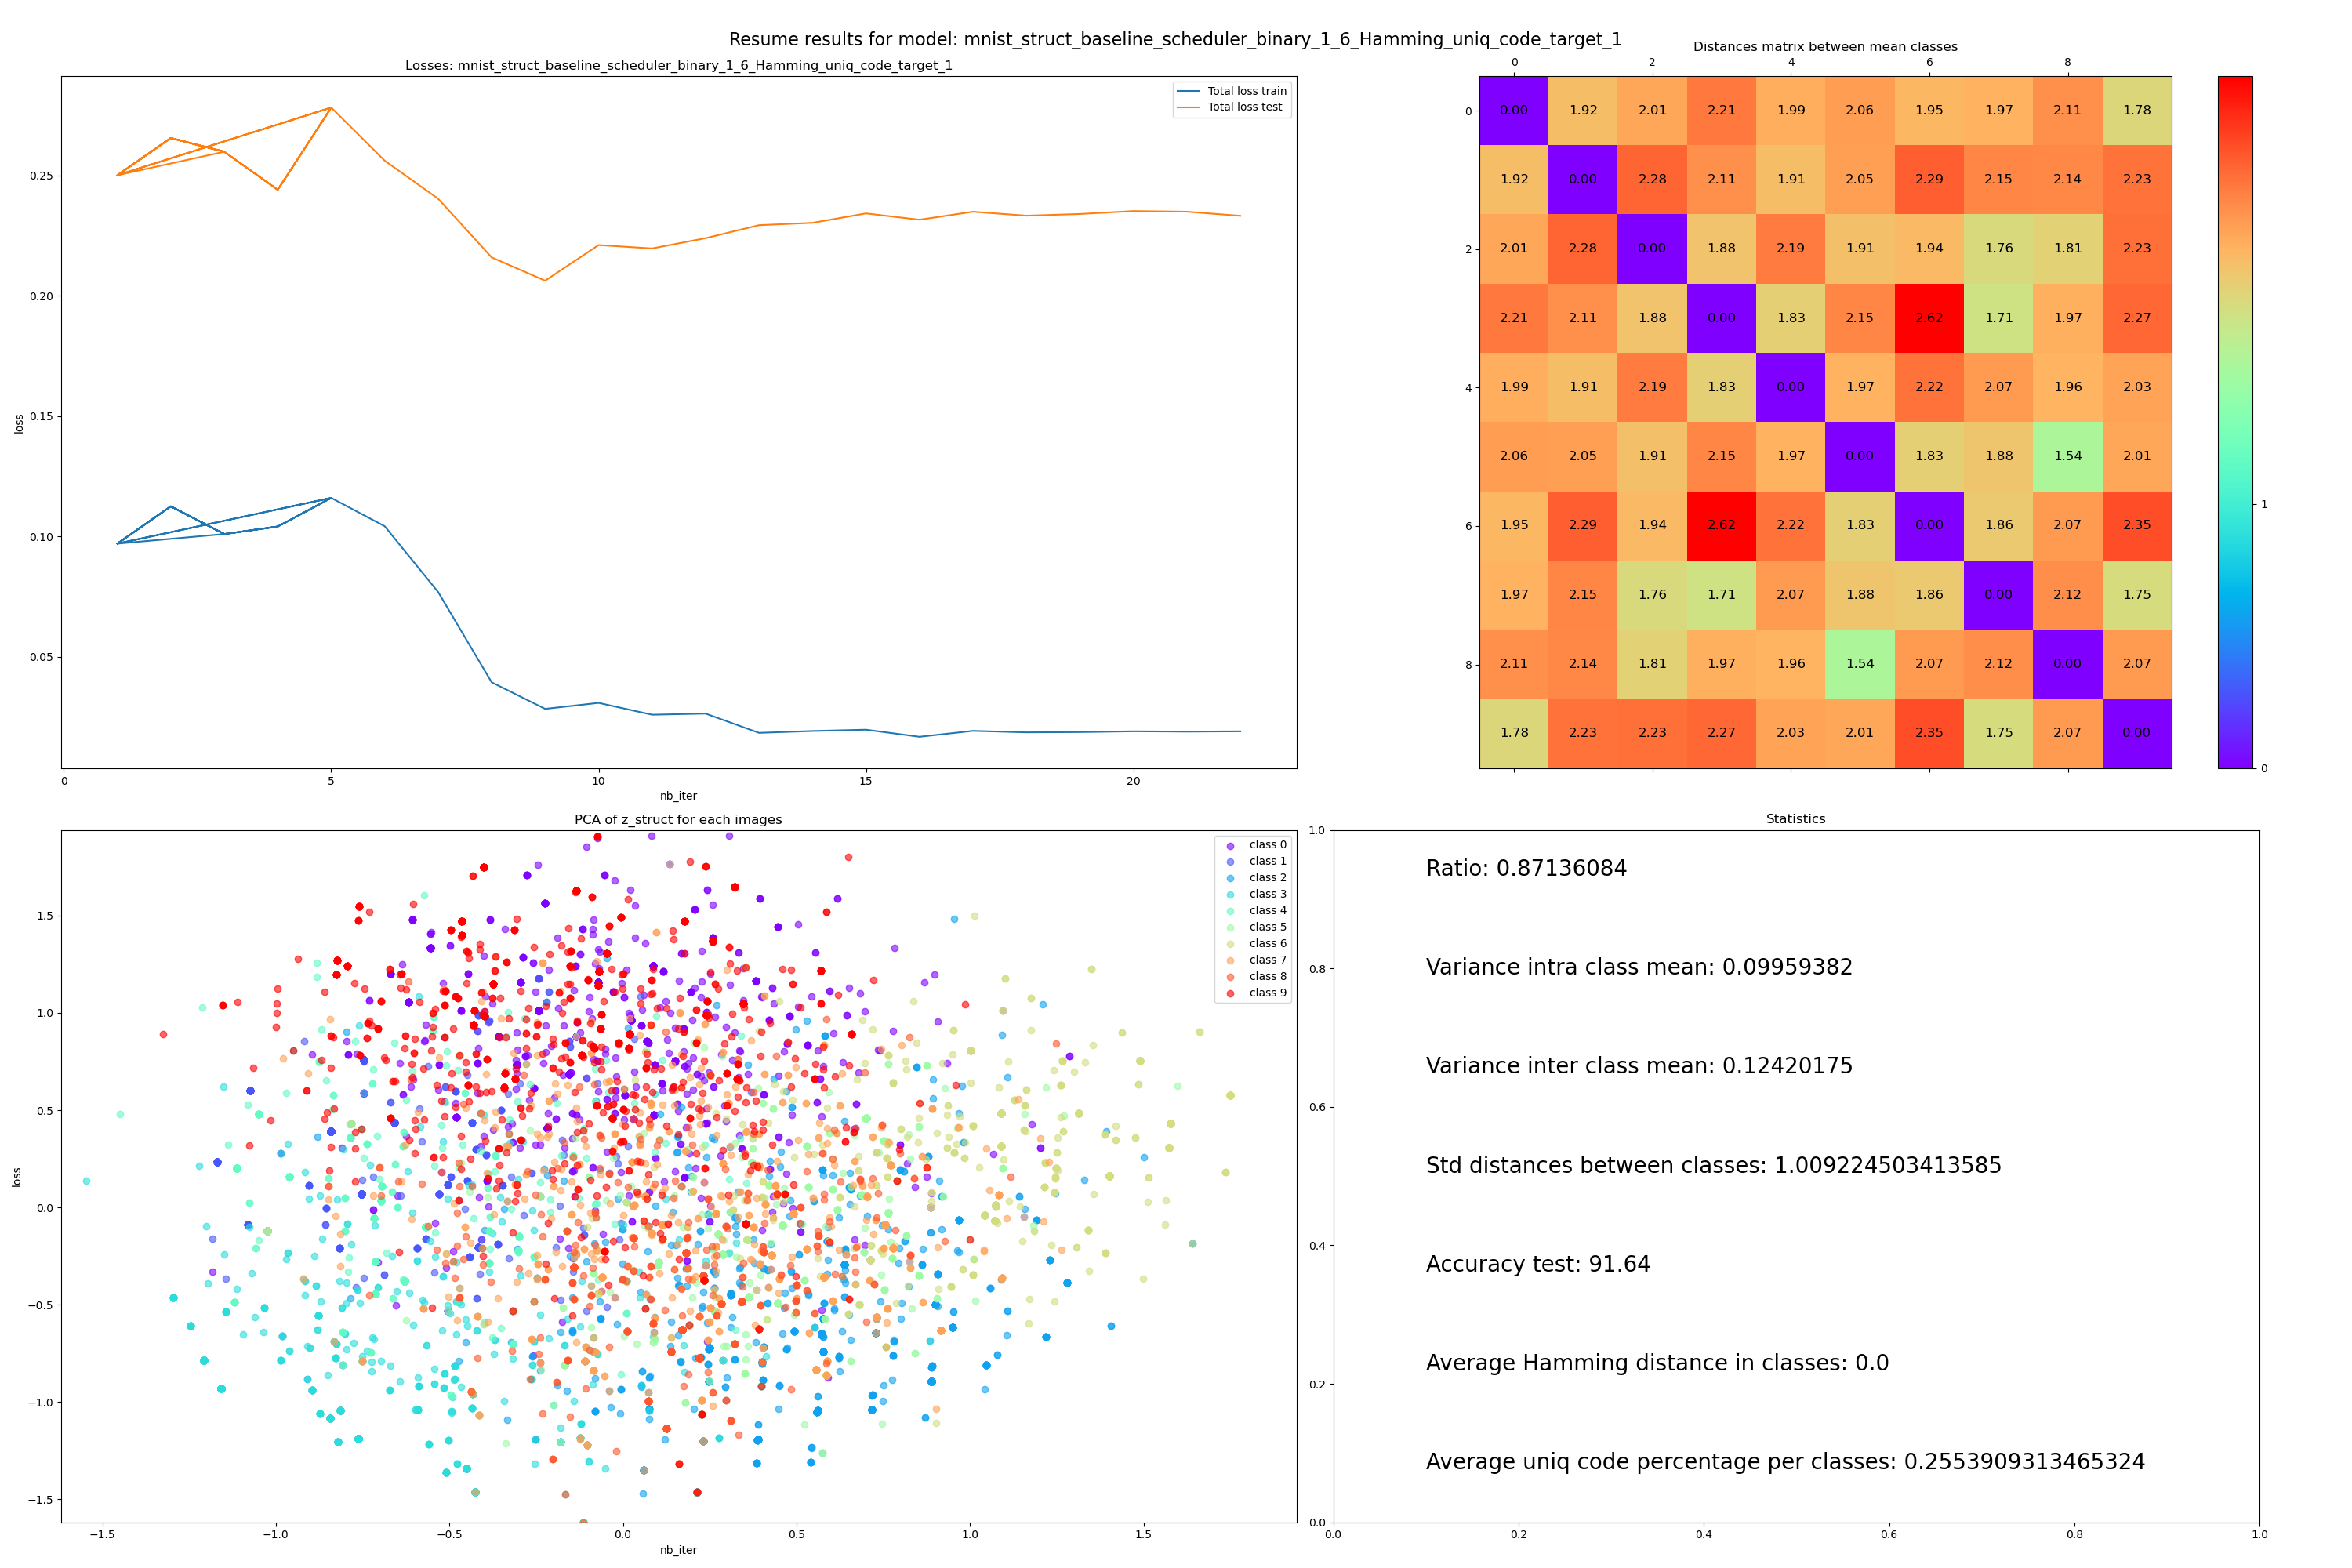 Resume results for model: mnist_struct_baseline_scheduler_binary_1_6_Hamming_uniq_code_target_1
Losses: mnist_struct_baseline_scheduler_binary_1_6_Hamming_uniq_code_target_1
Total loss train
Total loss test
loss
0.25
0.20
0.15
0.10
0.05
0 5 10 15 20
nb_iter
Distances matrix between mean classes
0 2 4 6 8
0 0.00 1.92 2.01 2.21 1.99 2.06 1.95 1.97 2.11 1.78
1.92 0.00 2.28 2.11 1.91 2.05 2.29 2.15 2.14 2.23
2 2.01 2.28 0.00 1.88 2.19 1.91 1.94 1.76 1.81 2.23
2.21 2.11 1.88 0.00 1.83 2.15 2.62 1.71 1.97 2.27
4 1.99 1.91 2.19 1.83 0.00 1.97 2.22 2.07 1.96 2.03
2.06 2.05 1.91 2.15 1.97 0.00 1.83 1.88 1.54 2.01
6 1.95 2.29 1.94 2.62 2.22 1.83 0.00 1.86 2.07 2.35
1.97 2.15 1.76 1.71 2.07 1.88 1.86 0.00 2.12 1.75
8 2.11 2.14 1.81 1.97 1.96 1.54 2.07 2.12 0.00 2.07
1.78 2.23 2.23 2.27 2.03 2.01 2.35 1.75 2.07 0.00
1
0
PCA of z_struct for each images
class 0
class 1
class 2
class 3
class 4
class 5
class 6
class 7
class 8
class 9
loss
1.5
1.0
0.5
0.0
−0.5
−1.0
−1.5
−1.5 −1.0 −0.5 0.0 0.5 1.0 1.5
nb_iter
Statistics
1.0
0.8
0.6
0.4
0.2
0.0
Ratio: 0.87136084
Variance intra class mean: 0.09959382
Variance inter class mean: 0.12420175
Std distances between classes: 1.009224503413585
Accuracy test: 91.64
Average Hamming distance in classes: 0.0
Average uniq code percentage per classes: 0.2553909313465324
0.0 0.2 0.4 0.6 0.8 1.0